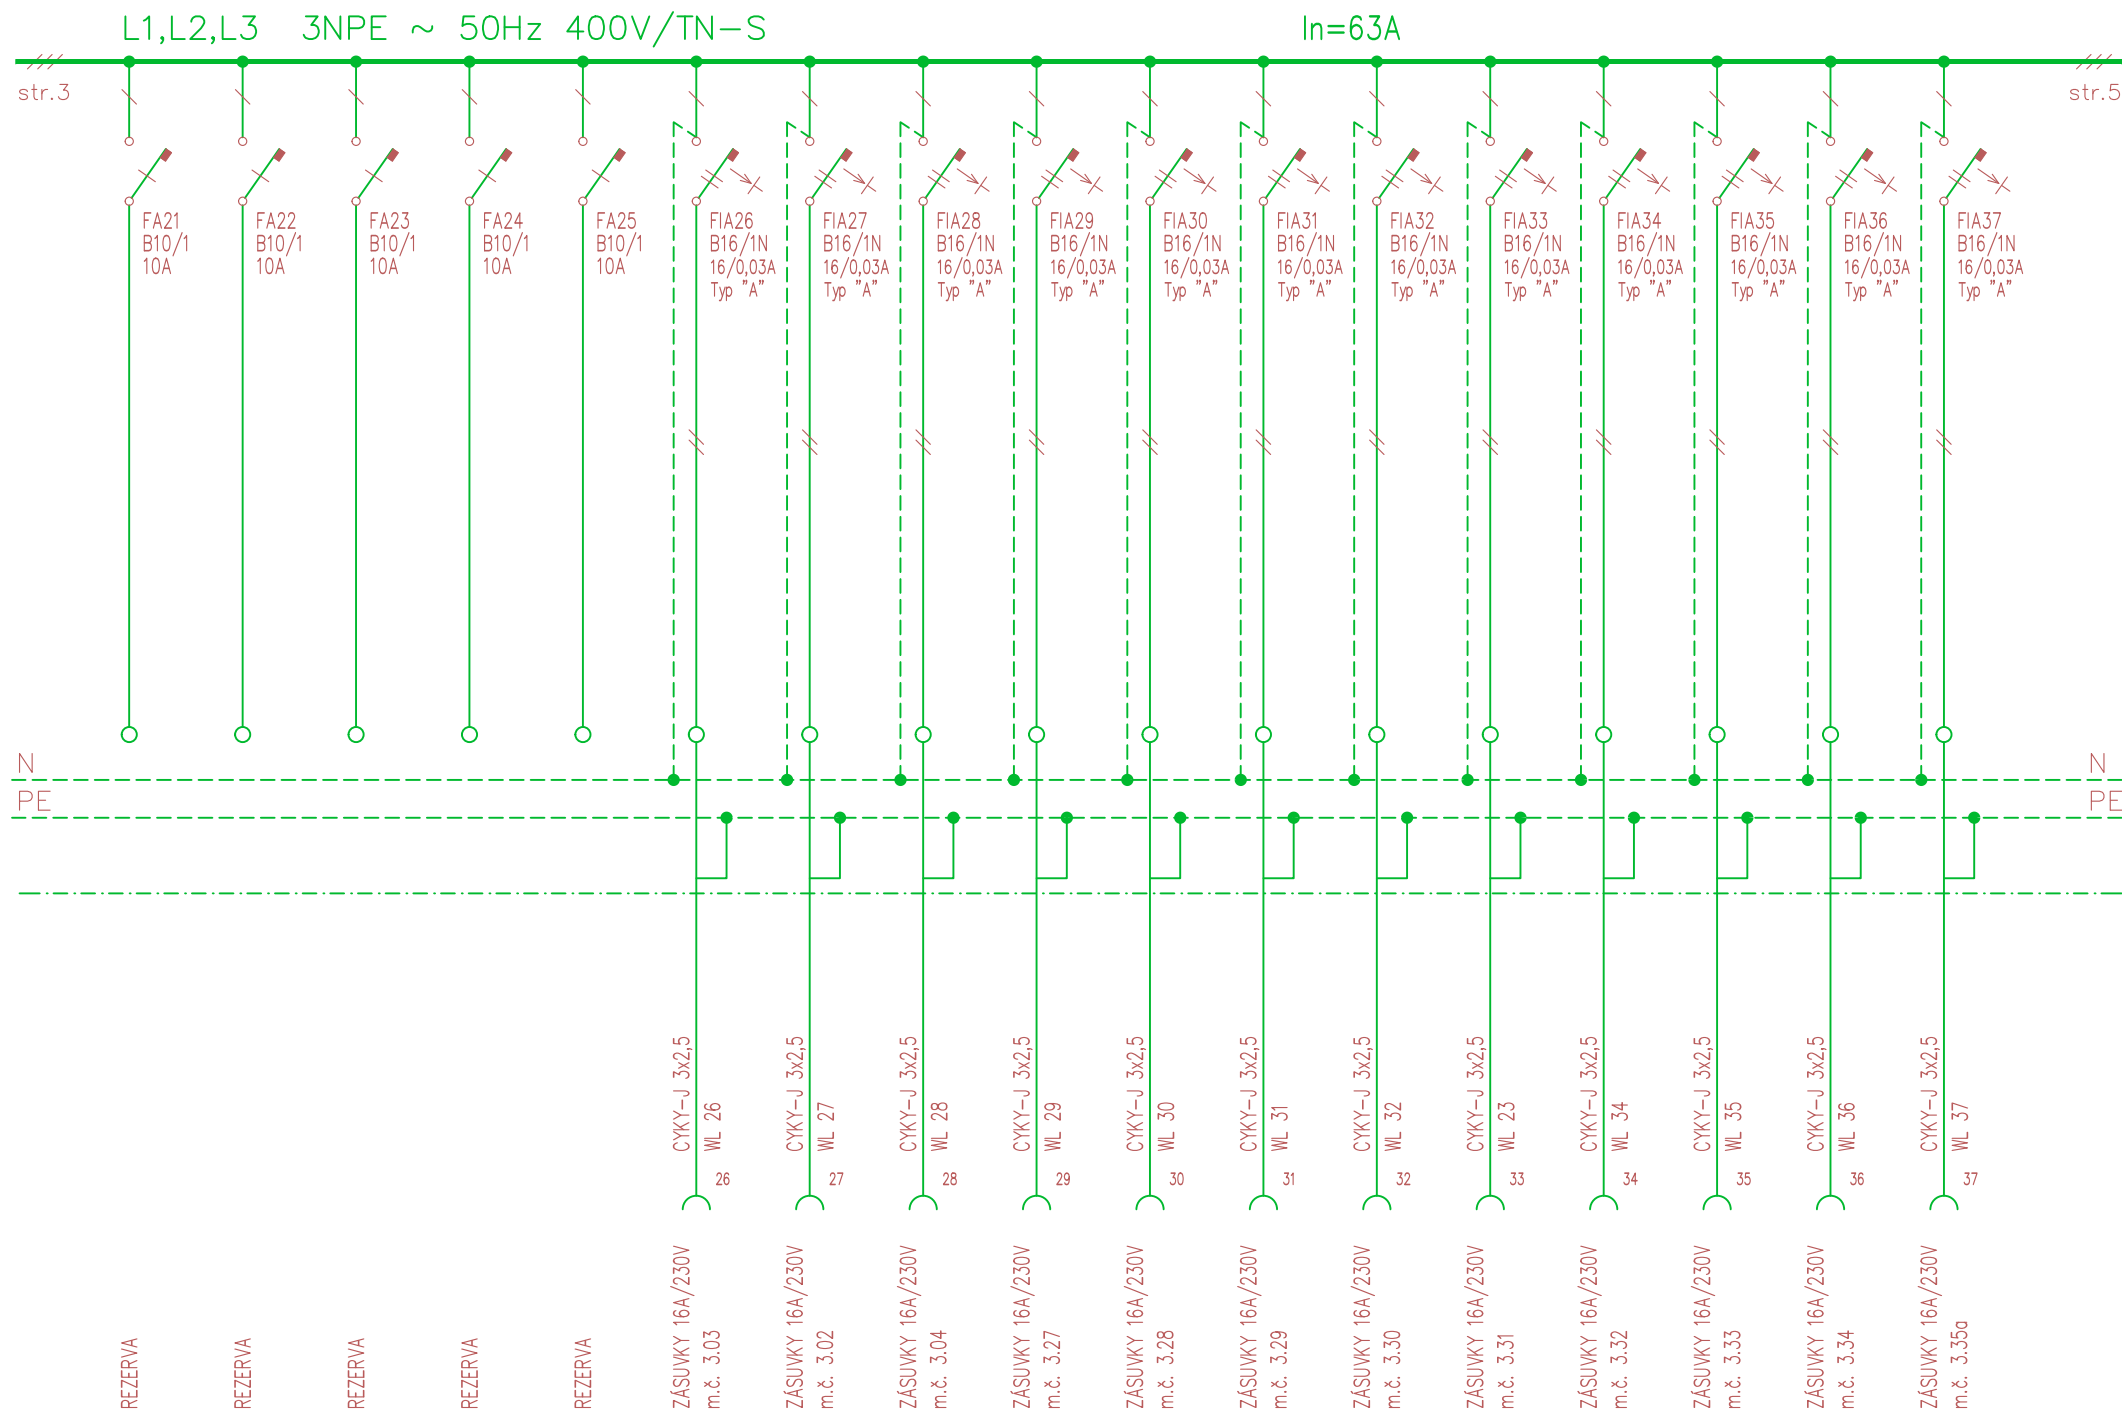 L1,L2,L3 3NPE ~ 50Hz 400V/TN-S
In=63A
str.3
str.5
FA21
B10/1
10A
FA22
B10/1
10A
FA23
B10/1
10A
FA24
B10/1
10A
FA25
B10/1
10A
FIA26
B16/1N
16/0,03A
Typ "A"
FIA27
B16/1N
16/0,03A
Typ "A"
FIA28
B16/1N
16/0,03A
Typ "A"
FIA29
B16/1N
16/0,03A
Typ "A"
FIA30
B16/1N
16/0,03A
Typ "A"
FIA31
B16/1N
16/0,03A
Typ "A"
FIA32
B16/1N
16/0,03A
Typ "A"
FIA33
B16/1N
16/0,03A
Typ "A"
FIA34
B16/1N
16/0,03A
Typ "A"
FIA35
B16/1N
16/0,03A
Typ "A"
FIA36
B16/1N
16/0,03A
Typ "A"
FIA37
B16/1N
16/0,03A
Typ "A"
N
N
PE
PE
CYKY-J 3x2,5
WL 26
CYKY-J 3x2,5
WL 27
CYKY-J 3x2,5
WL 28
CYKY-J 3x2,5
WL 29
CYKY-J 3x2,5
WL 30
CYKY-J 3x2,5
WL 31
CYKY-J 3x2,5
WL 32
CYKY-J 3x2,5
WL 23
CYKY-J 3x2,5
WL 34
CYKY-J 3x2,5
WL 35
CYKY-J 3x2,5
WL 36
CYKY-J 3x2,5
WL 37
26
27
28
29
30
31
32
33
34
35
36
37
REZERVA
REZERVA
REZERVA
REZERVA
REZERVA
ZÁSUVKY 16A/230V
m.č. 3.03
ZÁSUVKY 16A/230V
m.č. 3.02
ZÁSUVKY 16A/230V
m.č. 3.04
ZÁSUVKY 16A/230V
m.č. 3.27
ZÁSUVKY 16A/230V
m.č. 3.28
ZÁSUVKY 16A/230V
m.č. 3.29
ZÁSUVKY 16A/230V
m.č. 3.30
ZÁSUVKY 16A/230V
m.č. 3.31
ZÁSUVKY 16A/230V
m.č. 3.32
ZÁSUVKY 16A/230V
m.č. 3.33
ZÁSUVKY 16A/230V
m.č. 3.34
ZÁSUVKY 16A/230V
m.č. 3.35a